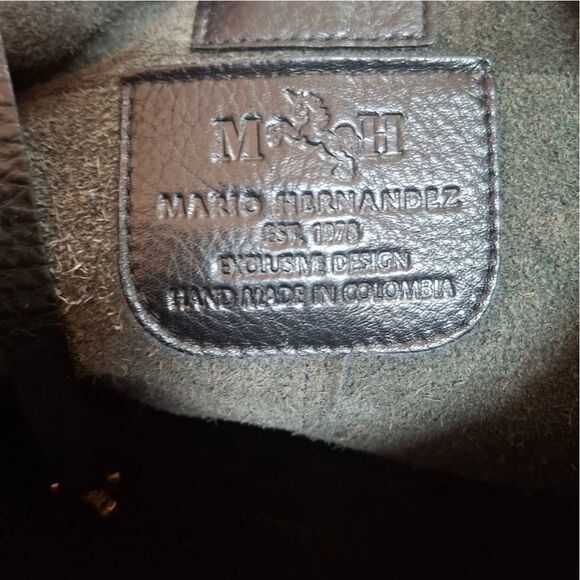 M H
MARIO HERNANDEZ
EST. 1978
EXCLUSIVE DESIGN
HAND MADE IN COLOMBIA